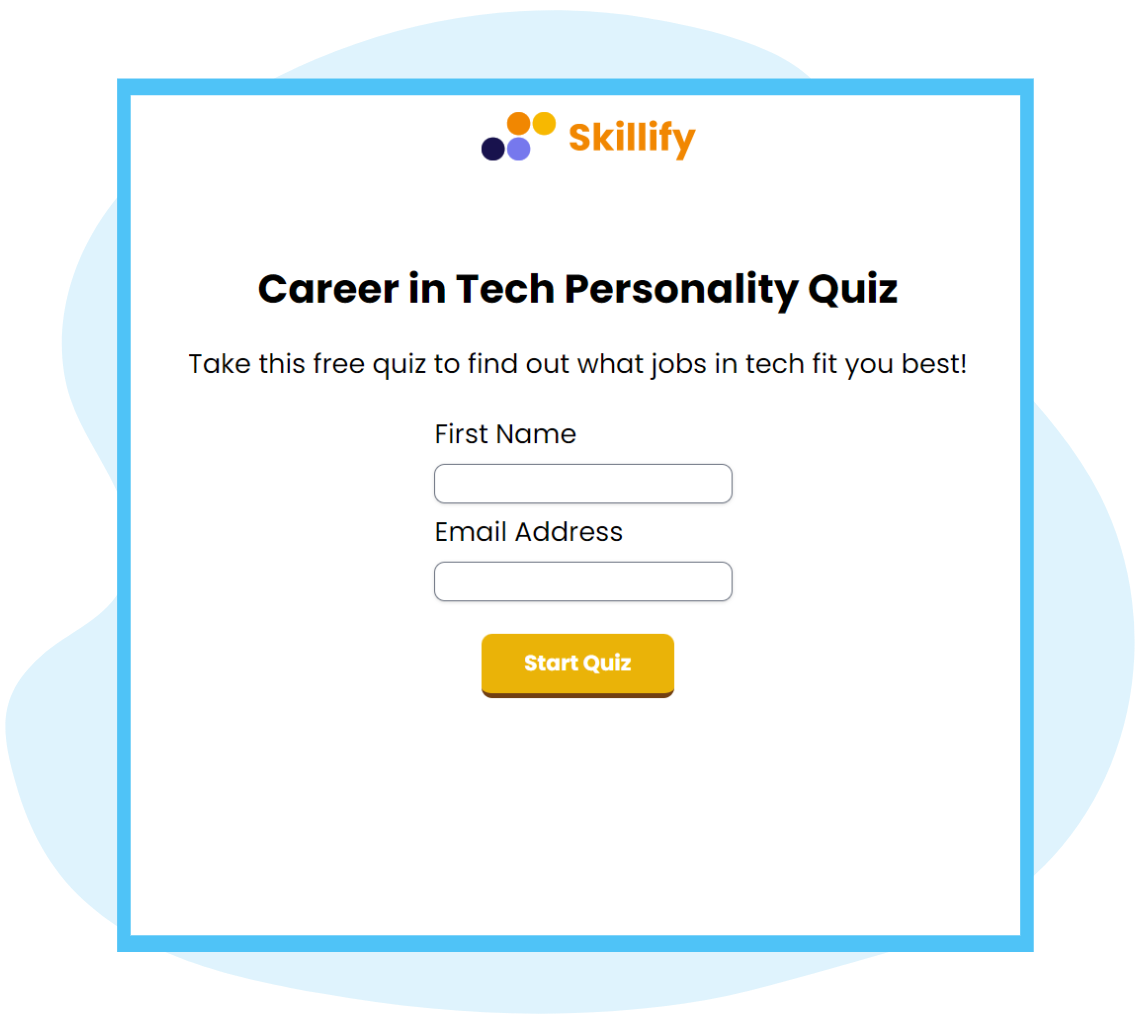 Skillify
Career in Tech Personality Quiz
Take this free quiz to find out what jobs in tech fit you best!
First Name
Email Address
Start Quiz